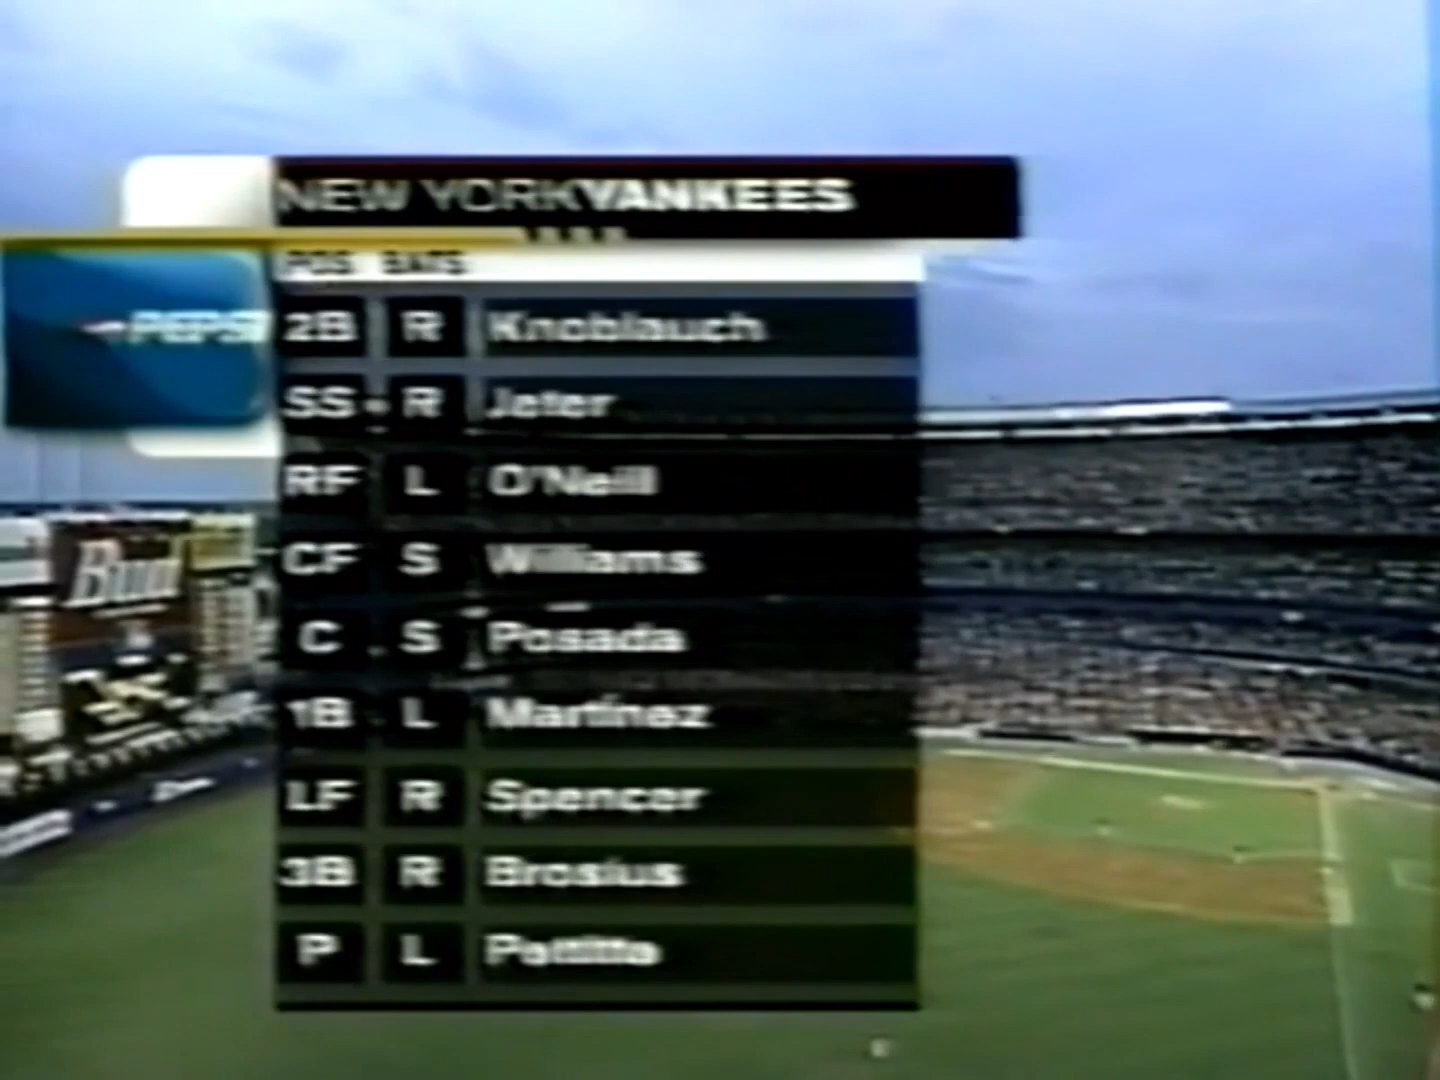 NEW YORK YANKEES
POS BATS
PEPSI
2B R Knoblauch
SS R Jeter
RF L O'Neill
CF S Williams
C S Posada
1B L Martinez
LF R Spencer
3B R Brosius
P L Pettitte
Bud